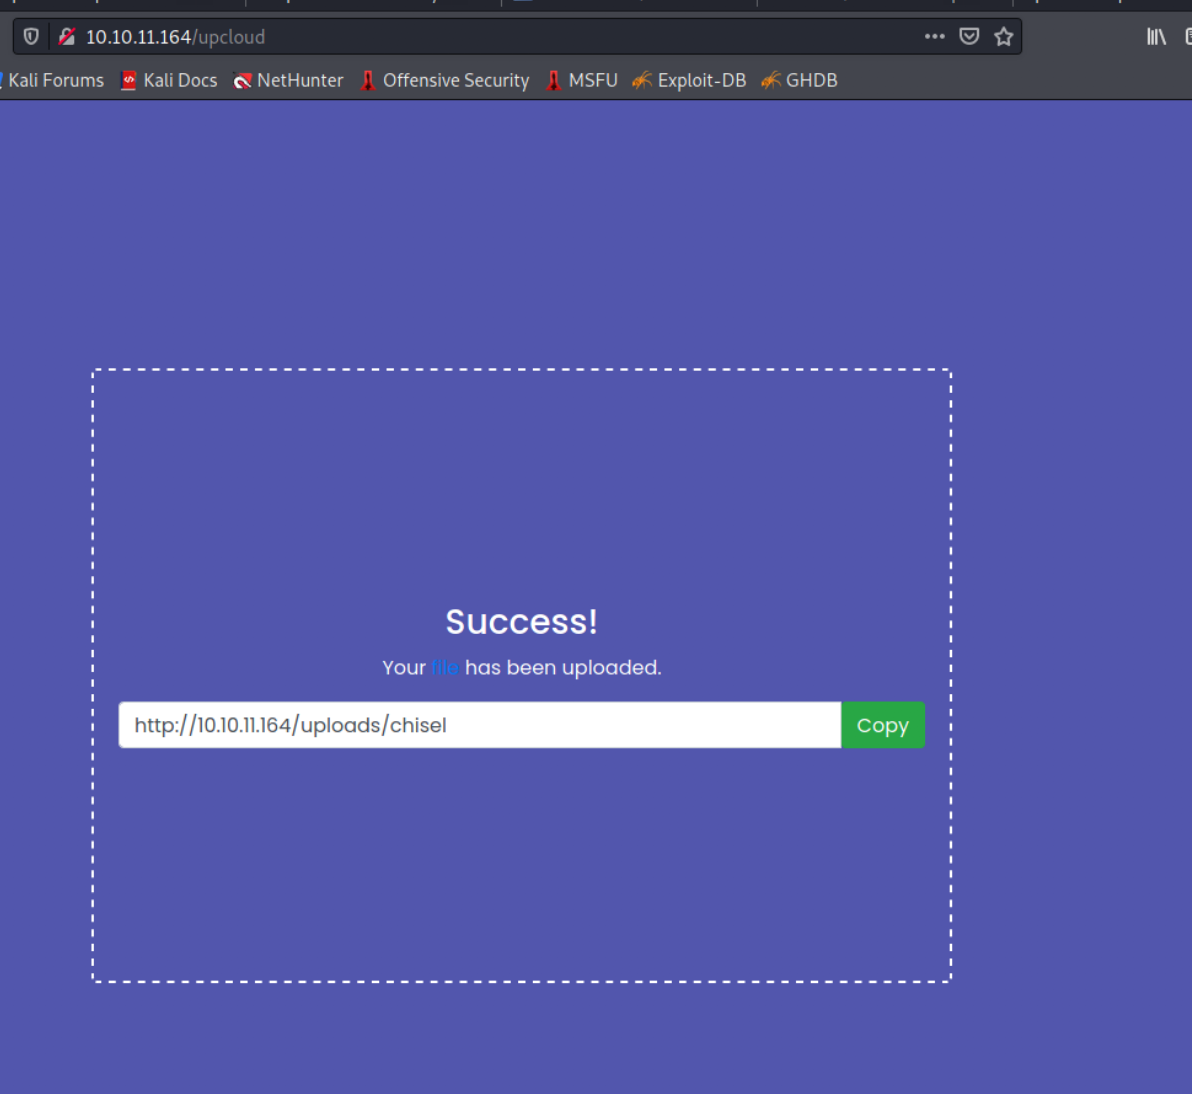 10.10.11.164/upcloud
Kali Forums Kali Docs NetHunter Offensive Security MSFU Exploit-DB GHDB
Success!
Your file has been uploaded.
http://10.10.11.164/uploads/chisel Copy